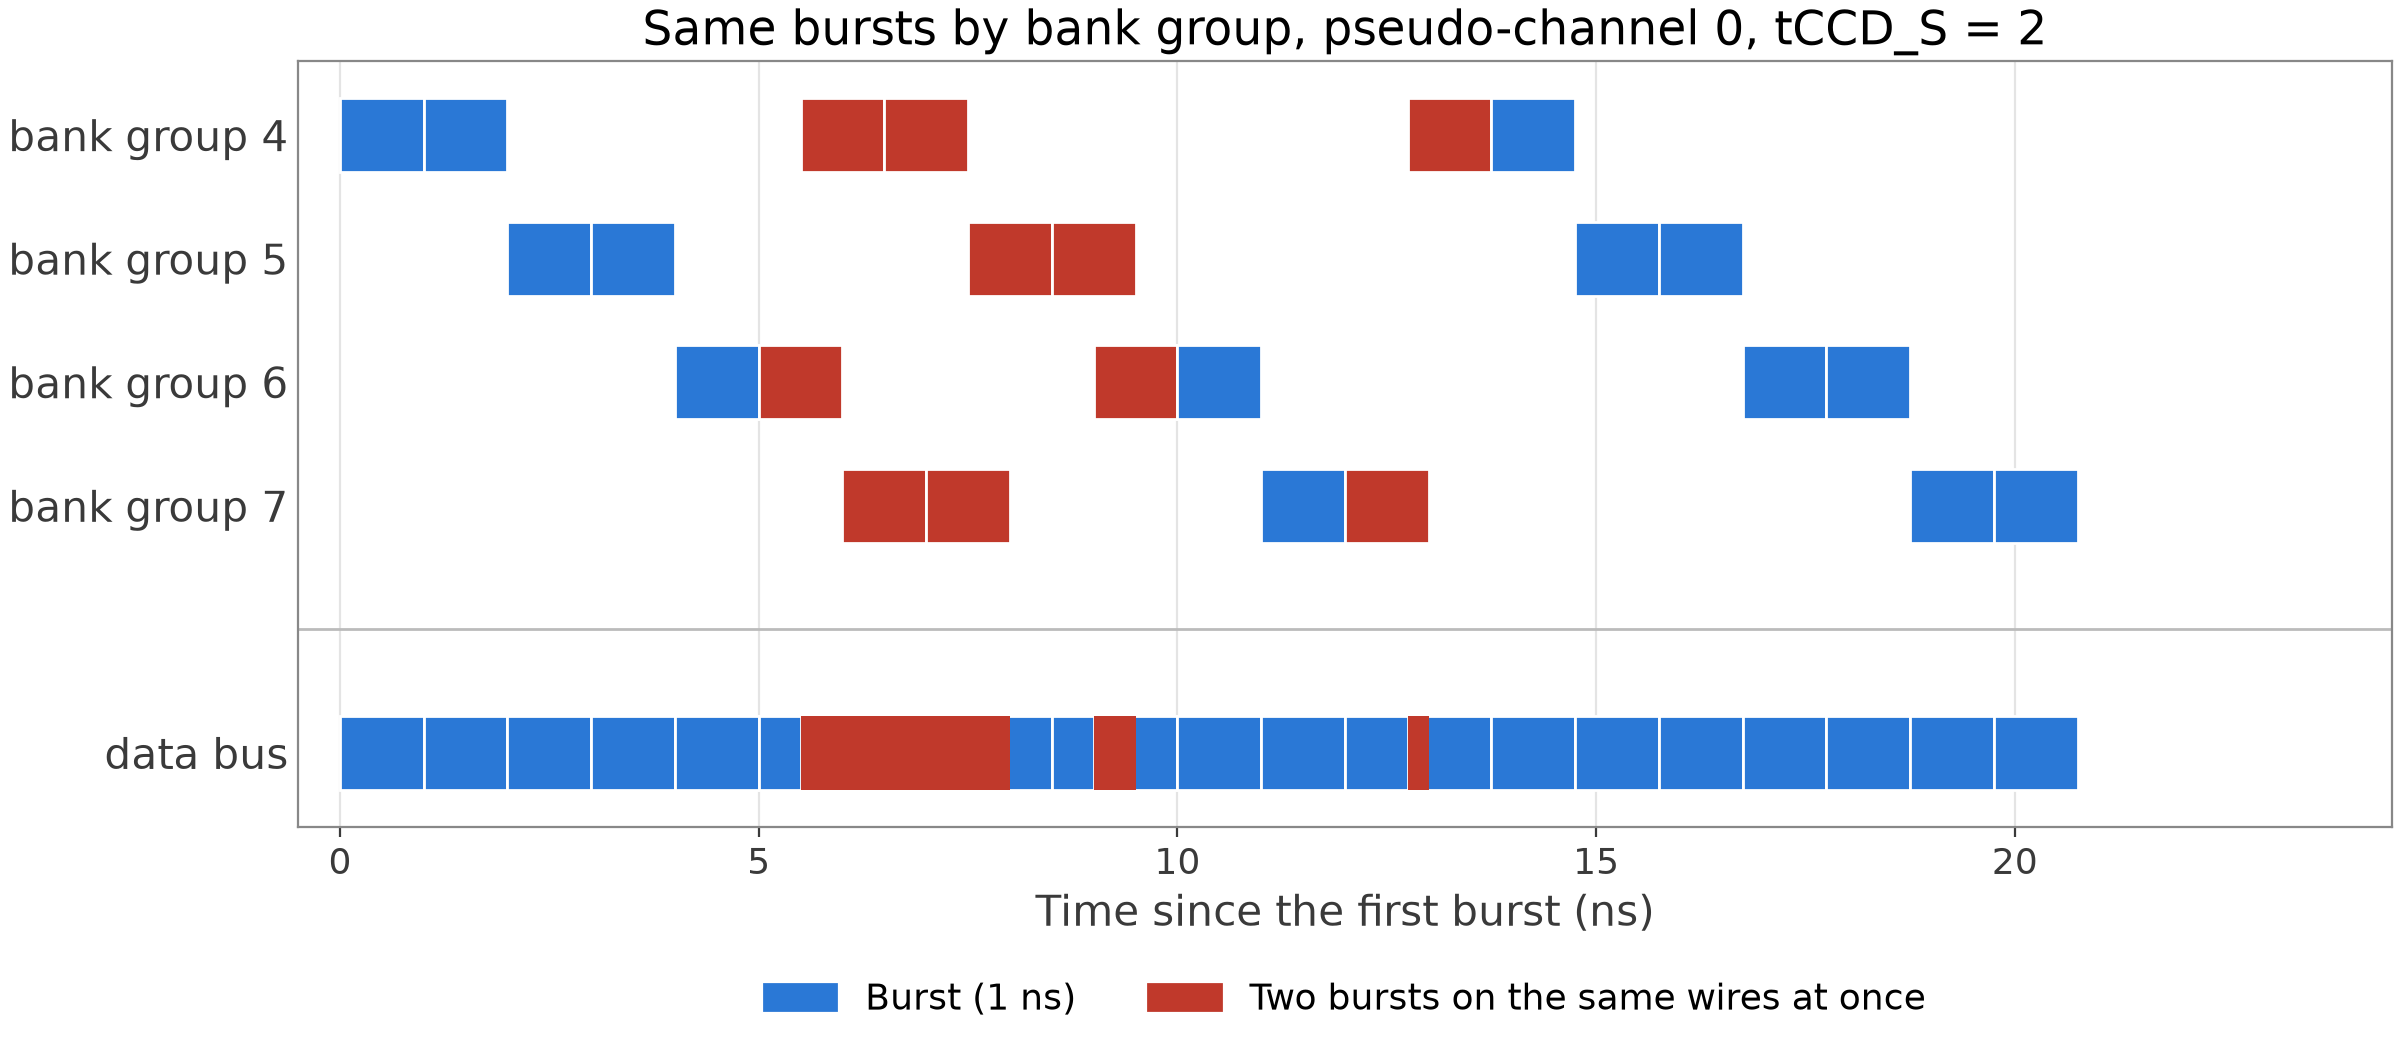 Same bursts by bank group, pseudo-channel 0, tCCD_S = 2
bank group 4
bank group 5
bank group 6
bank group 7
data bus
0 5 10 15 20
Time since the first burst (ns)
Burst (1 ns) Two bursts on the same wires at once